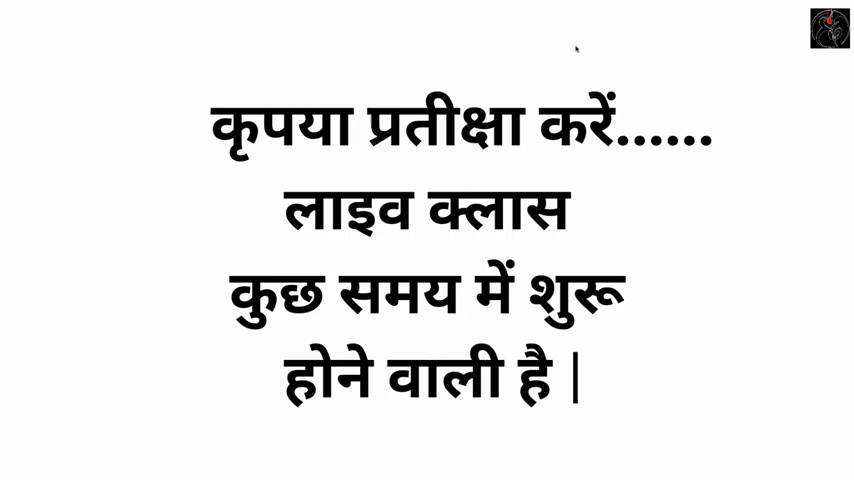 कृपया प्रतीक्षा करें......
लाइव क्लास
कुछ समय में शुरू
होने वाली है |